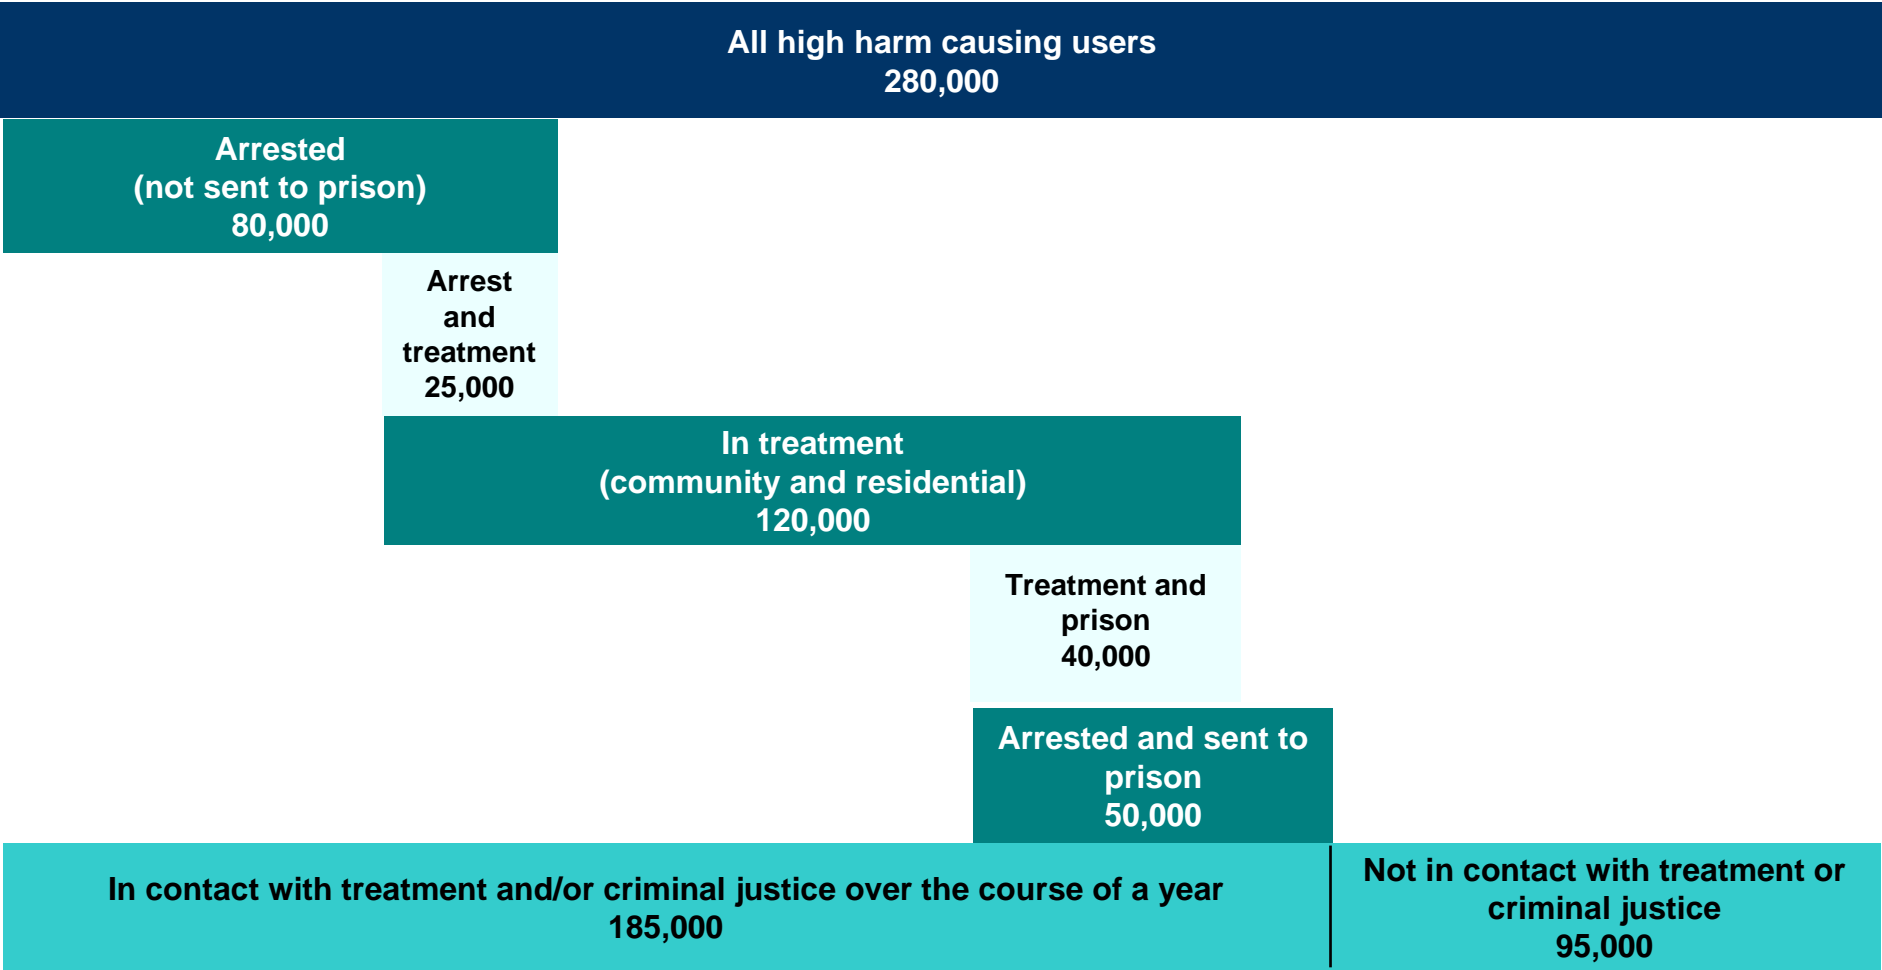 All high harm causing users
280,000
Arrested
(not sent to prison)
80,000
Arrest
and
treatment
25,000
In treatment
(community and residential)
120,000
Treatment and
prison
40,000
Arrested and sent to
prison
50,000
In contact with treatment and/or criminal justice over the course of a year
185,000
Not in contact with treatment or
criminal justice
95,000